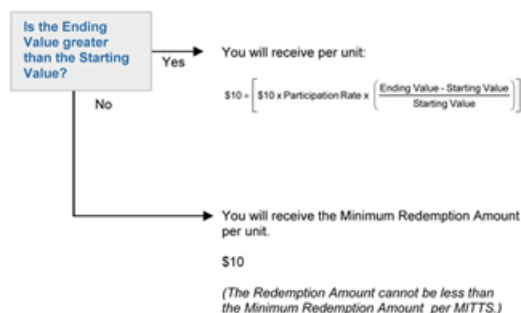 Is the Ending
Value greater
than the Starting
Value?
Yes
You will receive per unit:
$10 + [ $10 x Participation Rate x ( Ending Value - Starting Value
Starting Value ) ]
No
You will receive the Minimum Redemption Amount
per unit.
$10
(The Redemption Amount cannot be less than
the Minimum Redemption Amount per MITTS.)